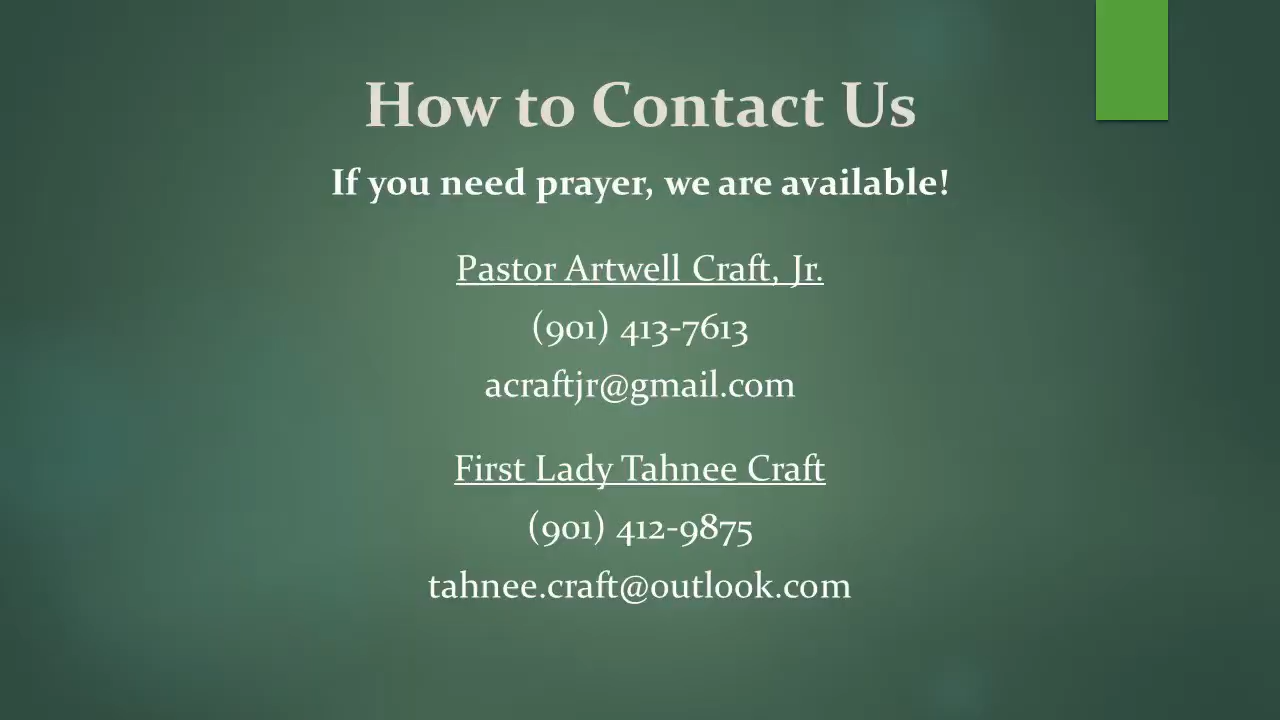 How to Contact Us
If you need prayer, we are available!
Pastor Artwell Craft, Jr.
(901) 413-7613
acraftjr@gmail.com
First Lady Tahnee Craft
(901) 412-9875
tahnee.craft@outlook.com